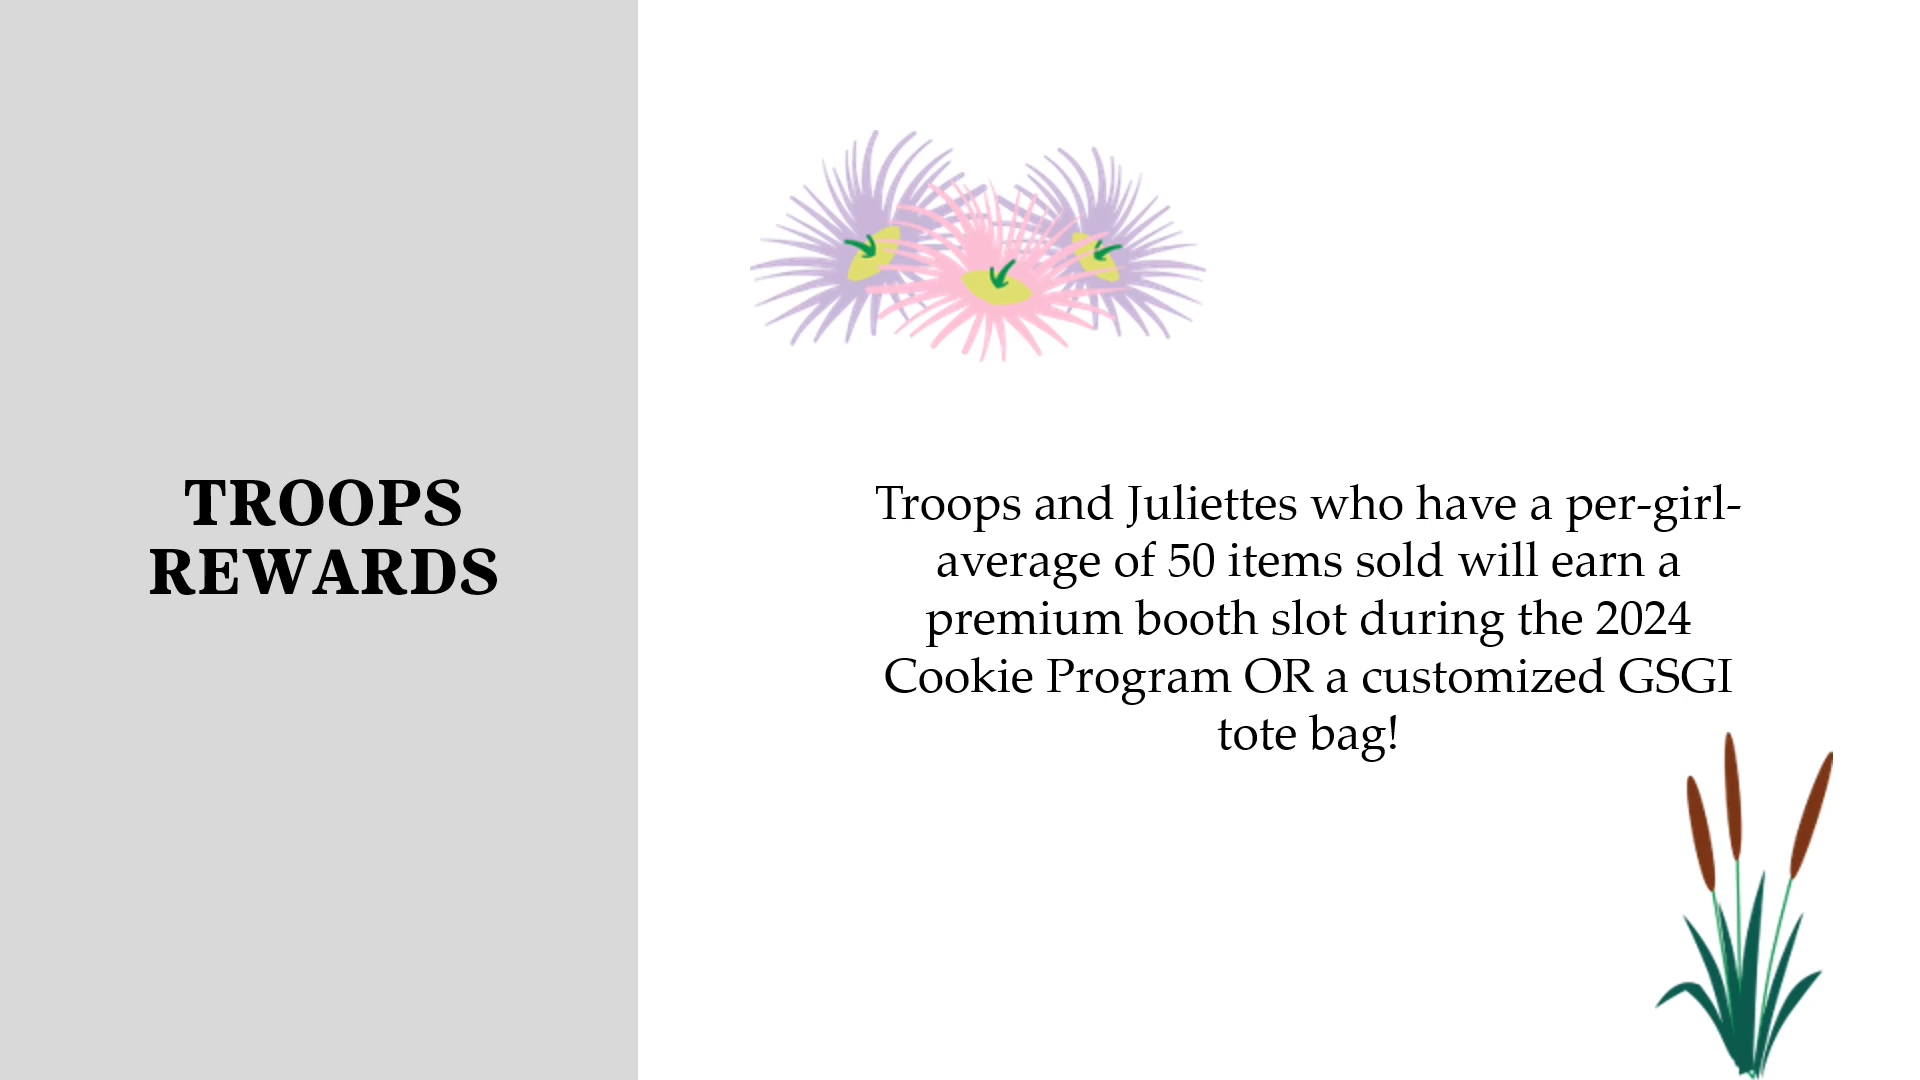 TROOPS
REWARDS
Troops and Juliettes who have a per-girl-
average of 50 items sold will earn a
premium booth slot during the 2024
Cookie Program OR a customized GSGI
tote bag!